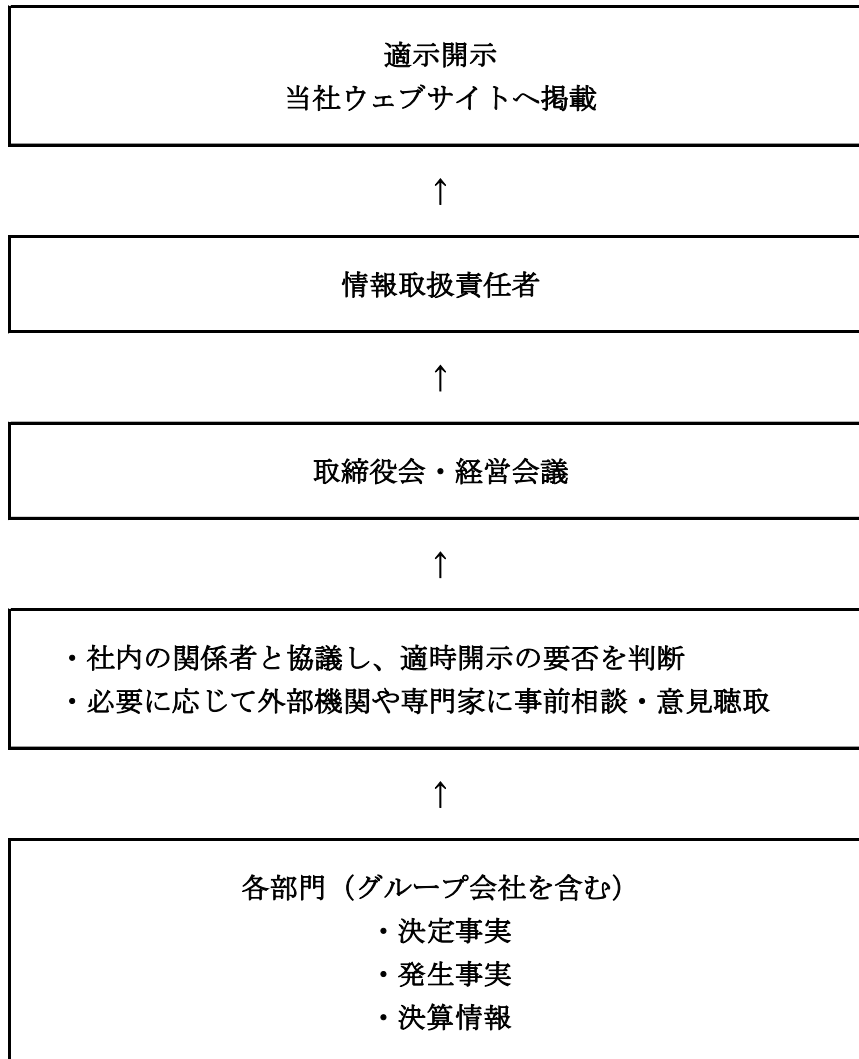 適示開示
当社ウェブサイトへ掲載
↑
情報取扱責任者
↑
取締役会・経営会議
↑
・社内の関係者と協議し、適時開示の要否を判断
・必要に応じて外部機関や専門家に事前相談・意見聴取
↑
各部門（グループ会社を含む）
・決定事実
・発生事実
・決算情報